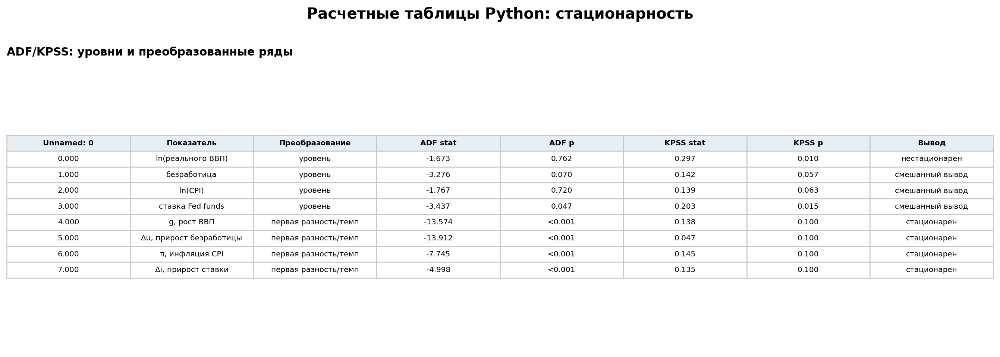 Расчетные таблицы Python: стационарность
ADF/KPSS: уровни и преобразованные ряды
Unnamed: 0 Показатель Преобразование ADF stat ADF p KPSS stat KPSS p Вывод
0.000 ln(реального ВВП) уровень -1.673 0.762 0.297 0.010 нестационарен
1.000 безработица уровень -3.276 0.070 0.142 0.057 смешанный вывод
2.000 ln(CPI) уровень -1.767 0.720 0.139 0.063 смешанный вывод
3.000 ставка Fed funds уровень -3.437 0.047 0.203 0.015 смешанный вывод
4.000 g, рост ВВП первая разность/темп -13.574 <0.001 0.138 0.100 стационарен
5.000 Δu, прирост безработицы первая разность/темп -13.912 <0.001 0.047 0.100 стационарен
6.000 π, инфляция CPI первая разность/темп -7.745 <0.001 0.145 0.100 стационарен
7.000 Δi, прирост ставки первая разность/темп -4.998 <0.001 0.135 0.100 стационарен